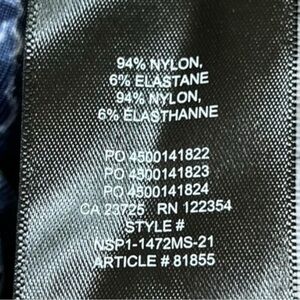 94% NYLON,
6% ELASTANE
94% NYLON,
6% ELASTHANNE
PO 4500141822
PO 4500141823
PO 4500141824
CA 23725 RN 122354
STYLE #
NSP1-1472MS-21
ARTICLE # 81855